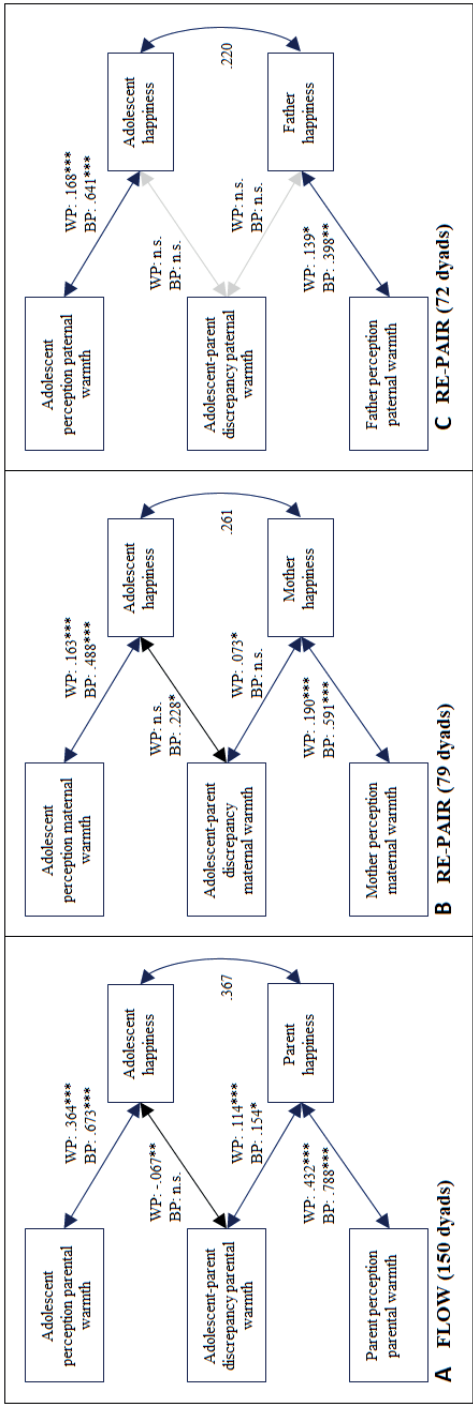 Adolescent
perception parental
warmth
WP: .364***
BP: .673***
Adolescent
happiness
WP: -.067**
BP: n.s.
.367
Adolescent-parent
discrepancy parental
warmth
WP: .114***
BP: .154*
Parent
happiness
WP: .432***
BP: .788***
Parent perception
parental warmth
A FLOW (150 dyads)
Adolescent
perception maternal
warmth
WP: .163***
BP: .488***
Adolescent
happiness
WP: n.s.
BP: .228*
.261
Adolescent-parent
discrepancy
maternal warmth
WP: .073*
BP: n.s.
Mother
happiness
WP: .190***
BP: .591***
Mother perception
maternal warmth
B RE-PAIR (79 dyads)
Adolescent
perception paternal
warmth
WP: .168***
BP: .641***
Adolescent
happiness
WP: n.s.
BP: n.s.
.220
Adolescent-parent
discrepancy paternal
warmth
WP: n.s.
BP: n.s.
Father
happiness
WP: .139*
BP: .398**
Father perception
paternal warmth
C RE-PAIR (72 dyads)